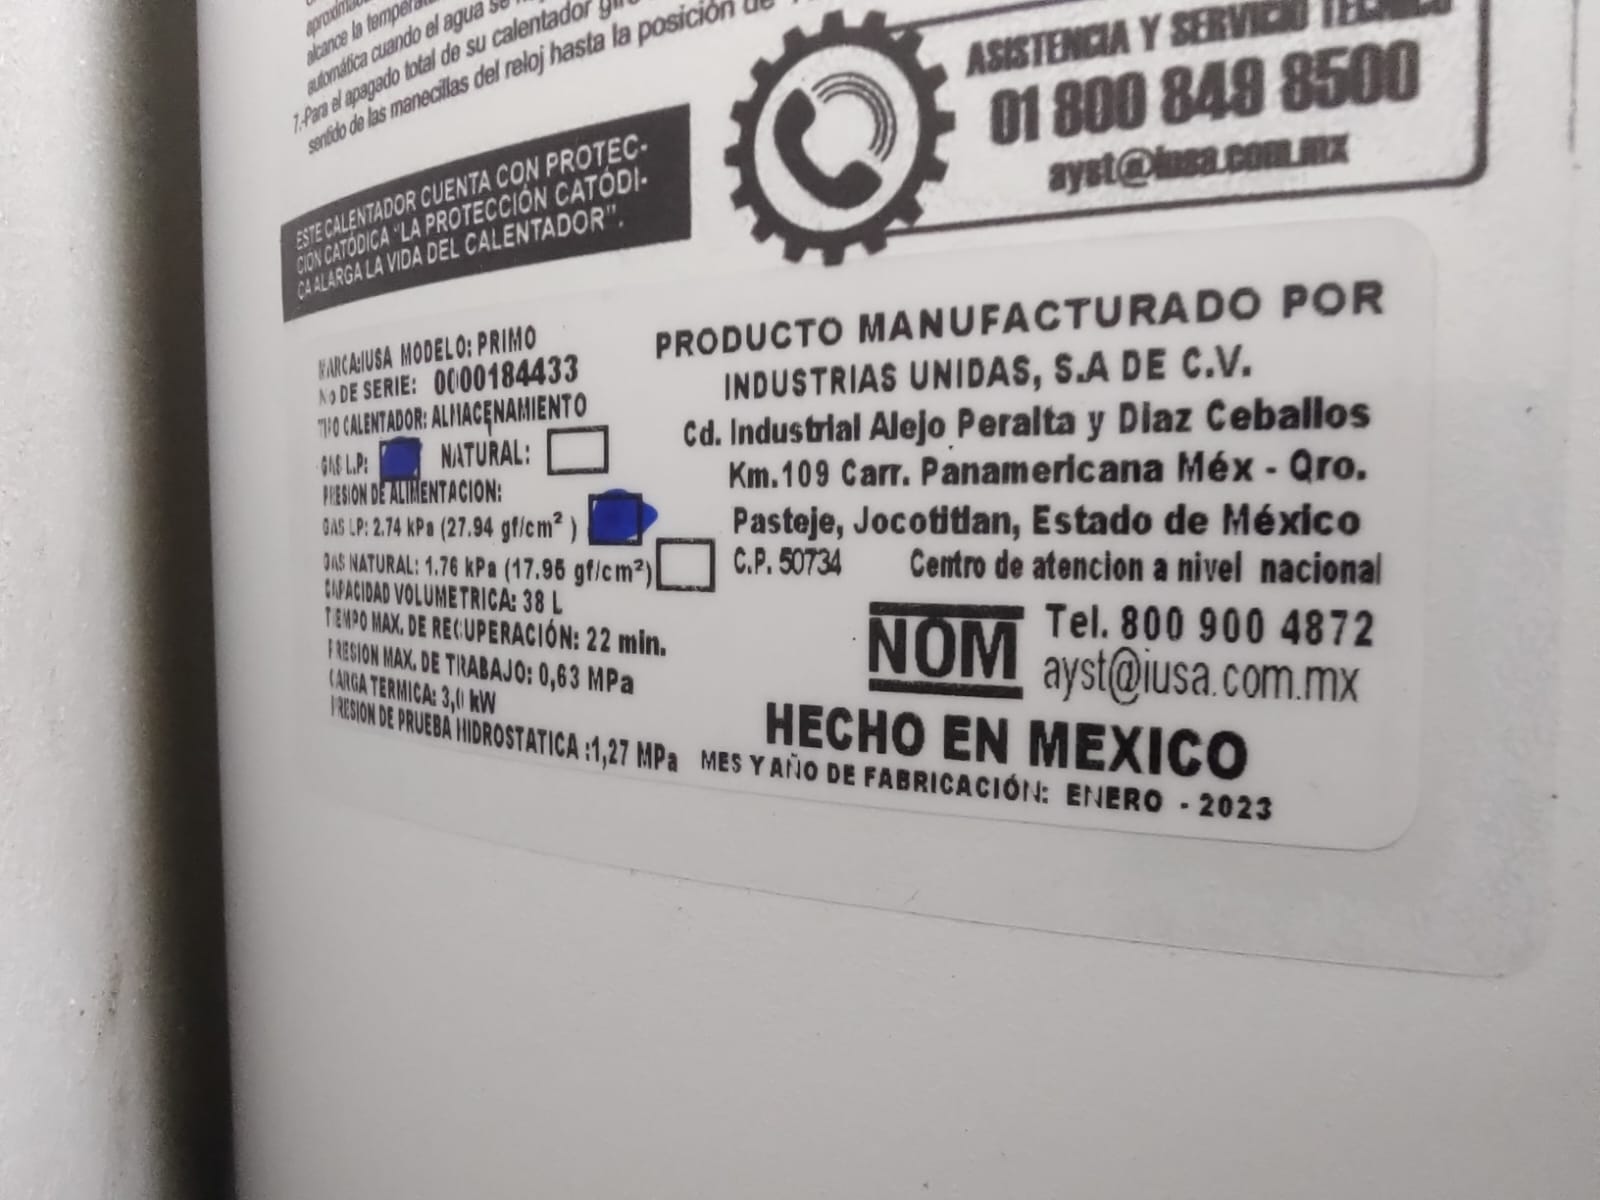 alcance la
automática cuando el agua se
7.-Para el apagado total de su calentador
sentido de las manecillas del reloj hasta la posición de
ESTE CALENTADOR CUENTA CON PROTEC-
CIÓN CATÓDICA "LA PROTECCIÓN CATÓDI-
CA ALARGA LA VIDA DEL CALENTADOR".
ASISTENCIA Y SERVICIO TECNICO
01 800 849 8500
ayst@iusa.com.mx
MARCA:IUSA MODELO: PRIMO
No DE SERIE: 0000184433
TIPO CALENTADOR: ALMACENAMIENTO
GAS L.P: NATURAL:
PRESION DE ALIMENTACION:
GAS LP: 2.74 kPa (27.94 gf/cm²)
GAS NATURAL: 1.76 kPa (17.95 gf/cm²)
CAPACIDAD VOLUMETRICA: 38 L
TIEMPO MAX. DE RECUPERACIÓN: 22 min.
PRESION MAX. DE TRABAJO: 0,63 MPa
CARGA TERMICA: 3,0 kW
PRESION DE PRUEBA HIDROSTATICA :1,27 MPa
PRODUCTO MANUFACTURADO POR
INDUSTRIAS UNIDAS, S.A DE C.V.
Cd. Industrial Alejo Peralta y Diaz Ceballos
Km.109 Carr. Panamericana Méx - Qro.
Pasteje, Jocotitlan, Estado de México
C.P. 50734 Centro de atencion a nivel nacional
NOM
Tel. 800 900 4872
ayst@iusa.com.mx
HECHO EN MEXICO
MES Y AÑO DE FABRICACIÓN: ENERO - 2023